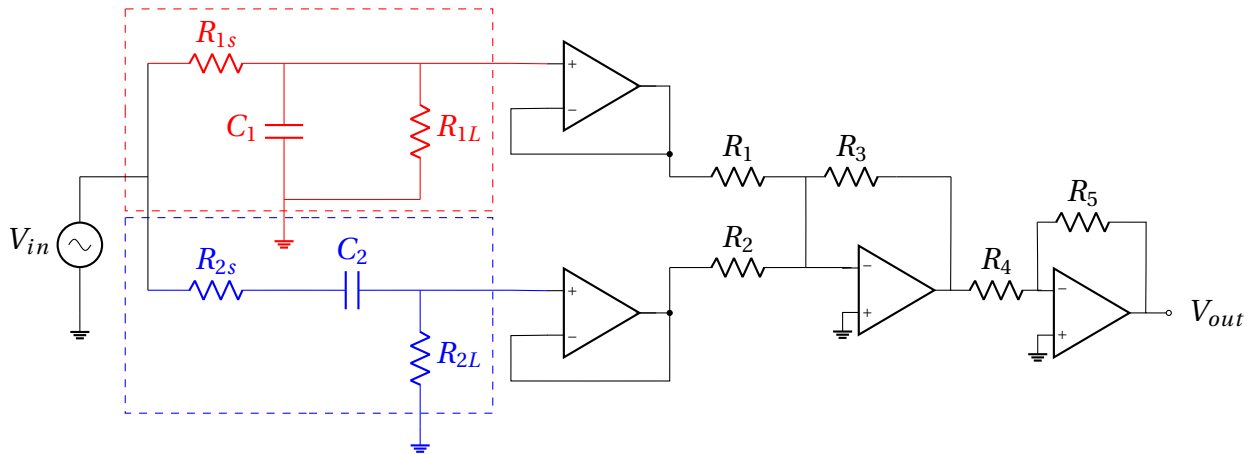 R1s
C1
R1L
R1
R3
Vin
R2s
C2
R2
R2L
R4
R5
Vout
+
−
+
−
−
+
−
+